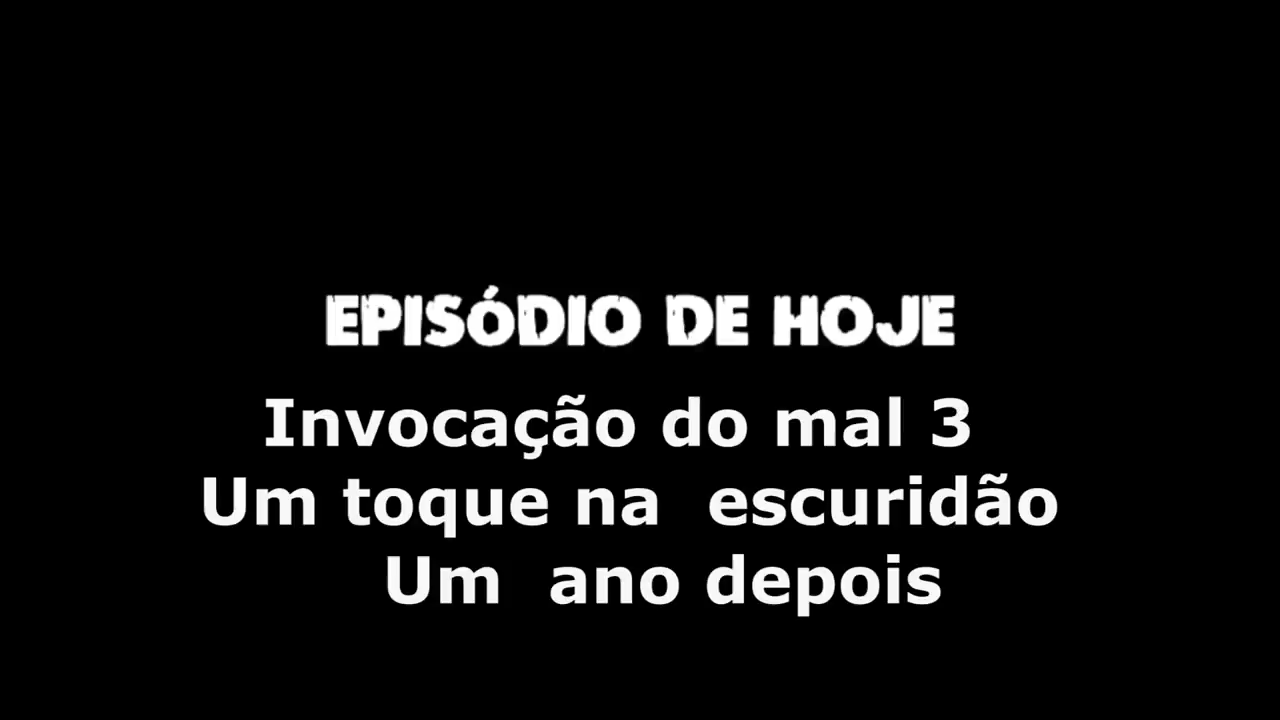 EPISÓDIO DE HOJE
Invocação do mal 3
Um toque na escuridão
Um ano depois